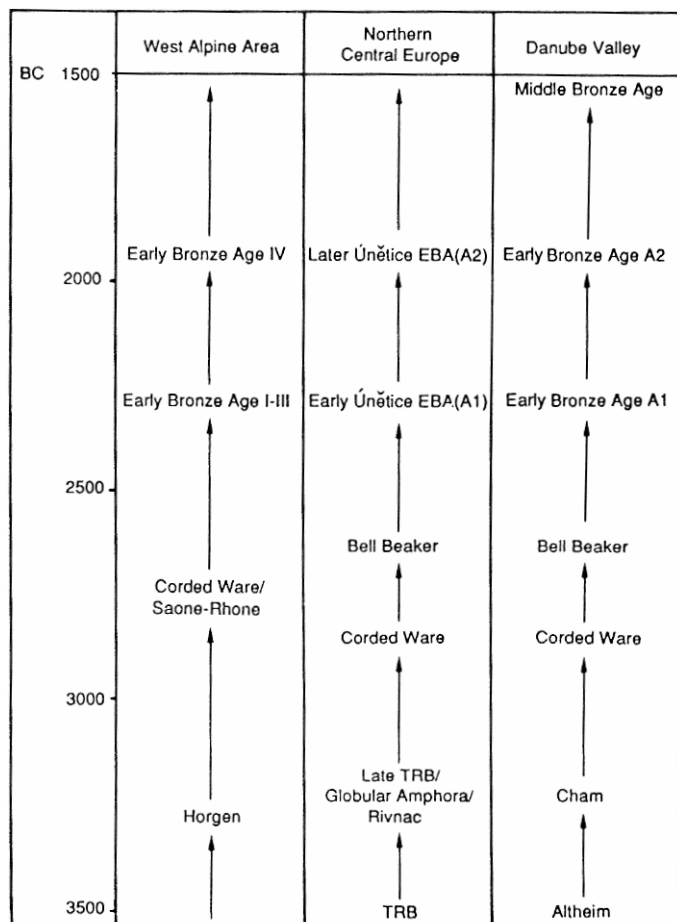 West Alpine Area
Northern
Central Europe
Danube Valley
BC 1500
Middle Bronze Age
Early Bronze Age IV
Later Únětice EBA(A2)
Early Bronze Age A2
2000
Early Bronze Age I-III
Early Únětice EBA(A1)
Early Bronze Age A1
2500
Bell Beaker
Bell Beaker
Corded Ware/
Saone-Rhone
Corded Ware
Corded Ware
3000
Late TRB/
Globular Amphora/
Rivnac
Horgen
Cham
3500
TRB
Altheim